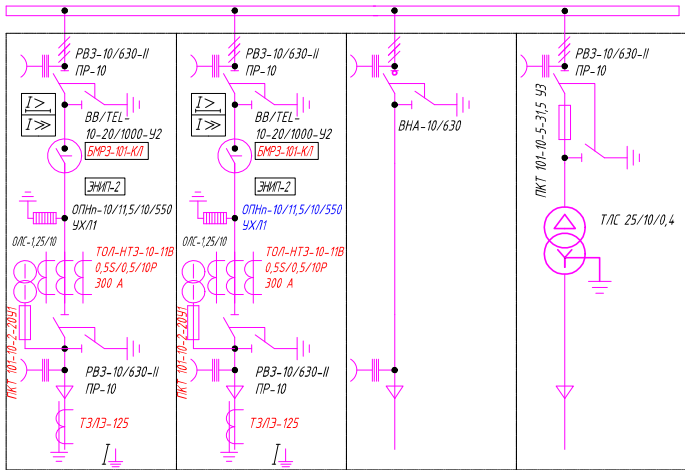 РВЗ-10/630-II
ПР-10
I>
I>>
BB/TEL-
10-20/1000-У2
БМРЗ-101-КЛ
ЭНИП-2
ОПНп-10/11,5/10/550
УХЛ1
ОЛС-1,25/10
ТОЛ-НТЗ-10-11В
0,5S/0,5/10Р
300 А
ПКТ 101-10-2-20У1
РВЗ-10/630-II
ПР-10
ТЗЛЭ-125
I
РВЗ-10/630-II
ПР-10
I>
I>>
BB/TEL-
10-20/1000-У2
БМРЗ-101-КЛ
ЭНИП-2
ОПНп-10/11,5/10/550
УХЛ1
ОЛС-1,25/10
ТОЛ-НТЗ-10-11В
0,5S/0,5/10Р
300 А
ПКТ 101-10-2-20У1
РВЗ-10/630-II
ПР-10
ТЗЛЭ-125
I
ВНА-10/630
РВЗ-10/630-II
ПР-10
ПКТ 101-10-5-31,5 У3
ТЛС 25/10/0,4